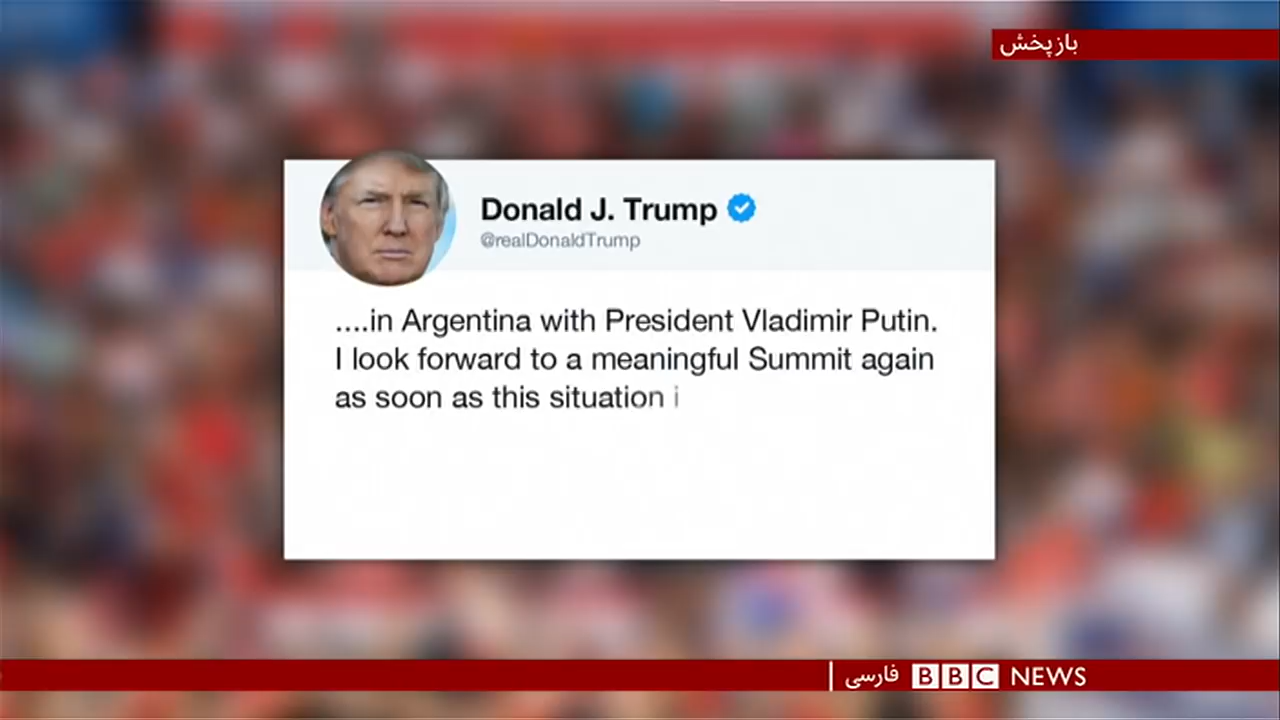 بازپخش
Donald J. Trump
@realDonaldTrump
....in Argentina with President Vladimir Putin.
I look forward to a meaningful Summit again
as soon as this situation i
فارسی BBC NEWS